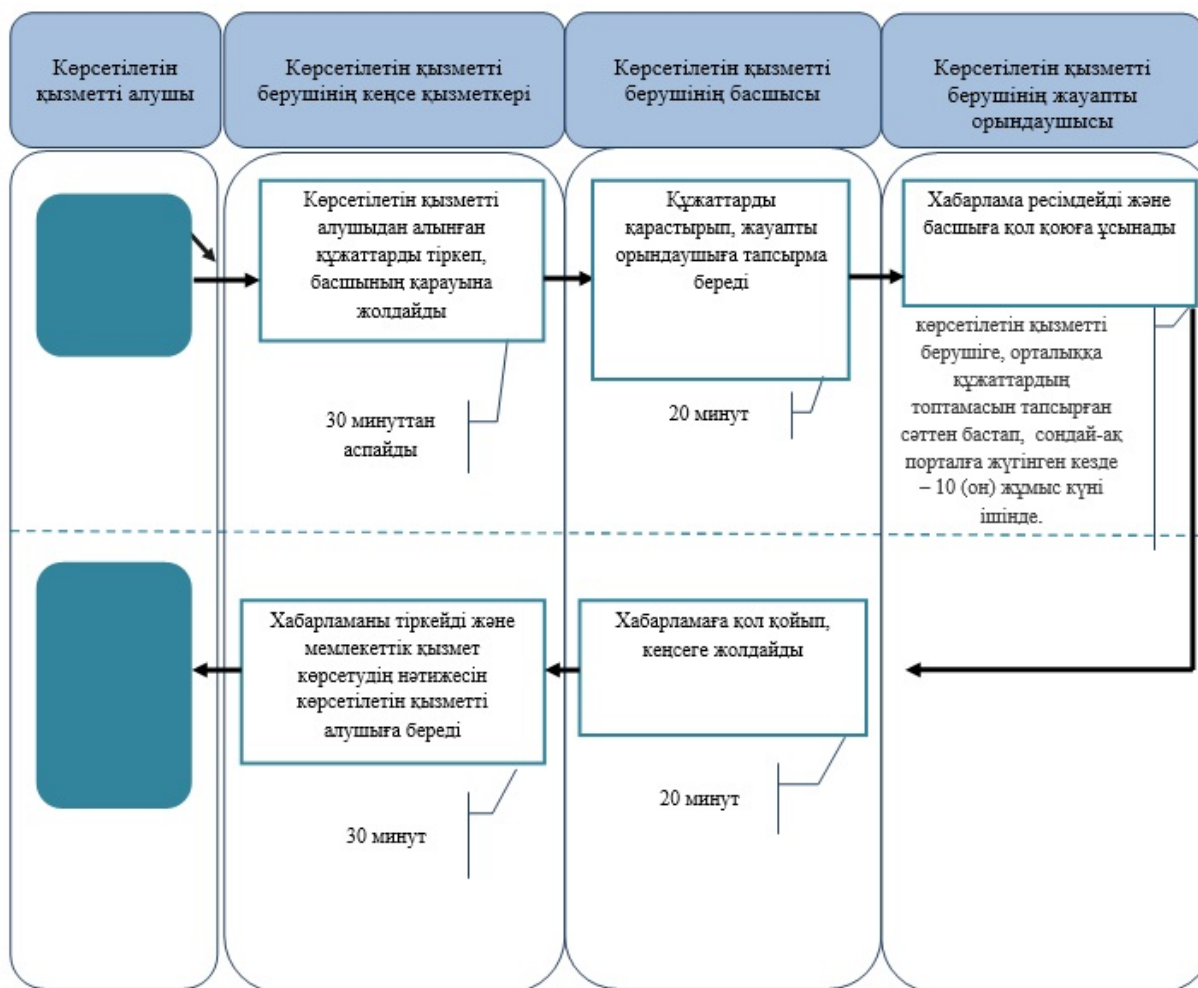 Көрсетілетін
қызметті алушы
Көрсетілетін қызметті
берушінің кеңсе қызметкері
Көрсетілетін қызметті
берушінің басшысы
Көрсетілетін қызметті
берушінің жауапты
орындаушысы
Көрсетілетін қызметті
алушыдан алынған
құжаттарды тіркеп,
басшының қарауына
жолдайды
30 минуттан
аспайды
Құжаттарды
қарастырып, жауапты
орындаушыға тапсырма
береді
20 минут
Хабарлама ресімдейді және
басшыға қол қоюға ұсынады
көрсетілетін қызметті
берушіге, орталыққа
құжаттардың
топтамасын тапсырған
сәттен бастап, сондай-ақ
порталға жүгінген кезде
– 10 (он) жұмыс күні
ішінде.
Хабарламаны тіркейді және
мемлекеттік қызмет
көрсетудің нәтижесін
көрсетілетін қызметті
алушыға береді
30 минут
Хабарламаға қол қойып,
кеңсеге жолдайды
20 минут